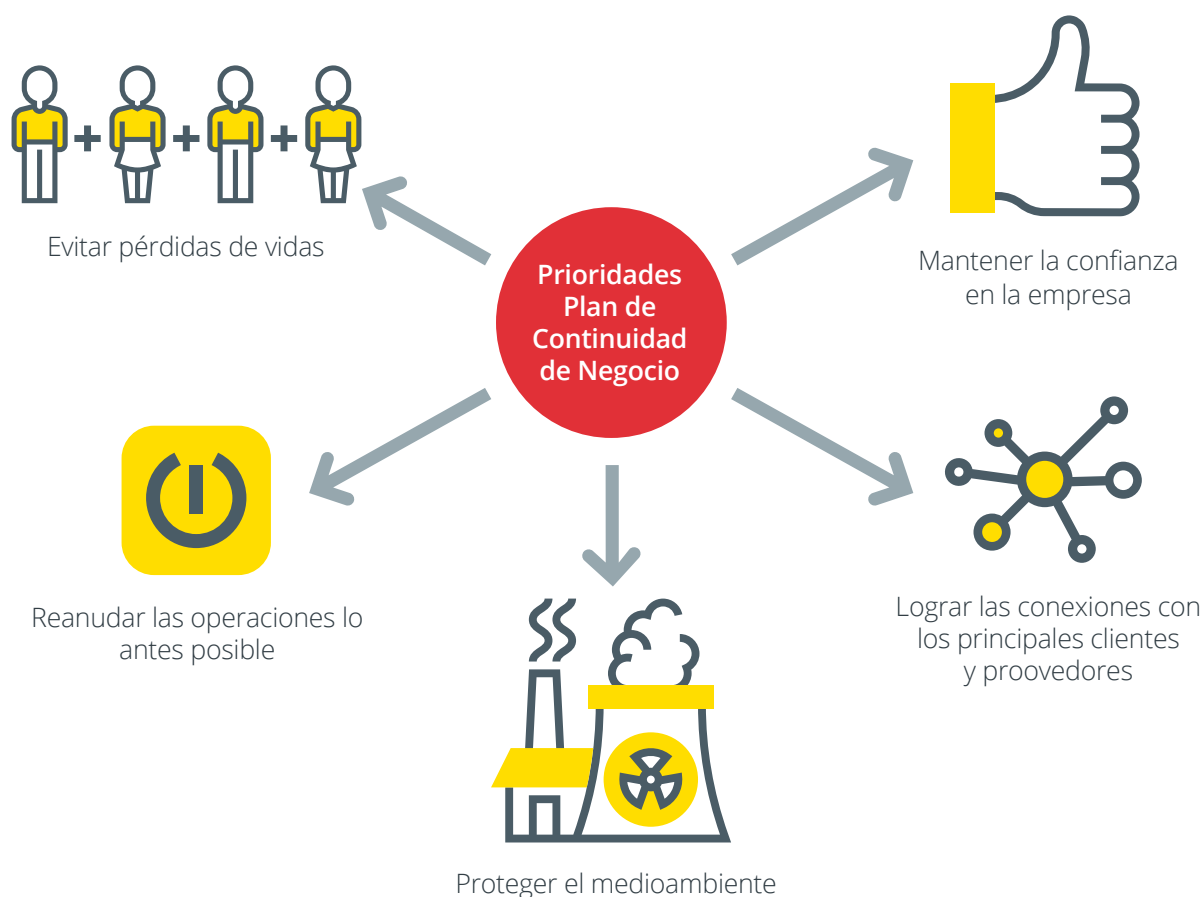 Evitar pérdidas de vidas
Mantener la confianza
en la empresa
Prioridades
Plan de
Continuidad
de Negocio
Reanudar las operaciones lo
antes posible
Lograr las conexiones con
los principales clientes
y proovedores
Proteger el medioambiente